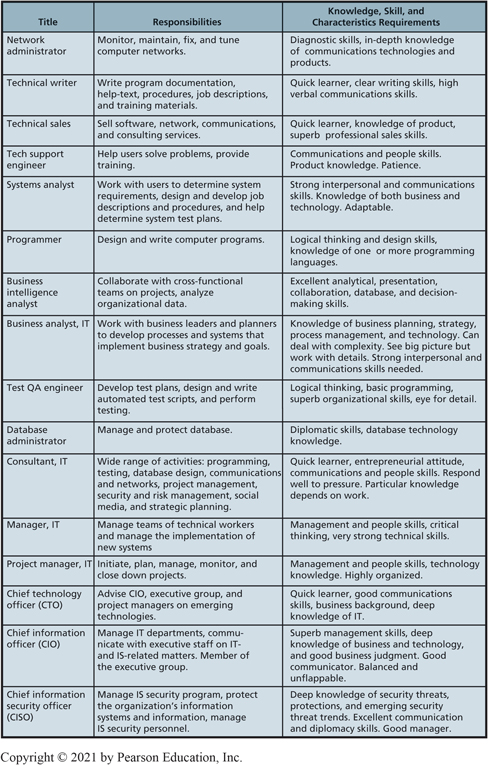 Title
Responsibilities
Knowledge, Skill, and
Characteristics Requirements
Network
administrator
Monitor, maintain, fix, and tune
computer networks.
Diagnostic skills, in-depth knowledge
of communications technologies and
products.
Technical writer
Write program documentation,
help-text, procedures, job descriptions,
and training materials.
Quick learner, clear writing skills, high
verbal communications skills.
Technical sales
Sell software, network, communications,
and consulting services.
Quick learner, knowledge of product,
superb professional sales skills.
Tech support
engineer
Help users solve problems, provide
training.
Communications and people skills.
Product knowledge. Patience.
Systems analyst
Work with users to determine system
requirements, design and develop job
descriptions and procedures, and help
determine system test plans.
Strong interpersonal and communications
skills. Knowledge of both business and
technology. Adaptable.
Programmer
Design and write computer programs.
Logical thinking and design skills,
knowledge of one or more programming
languages.
Business
intelligence
analyst
Collaborate with cross-functional
teams on projects, analyze
organizational data.
Excellent analytical, presentation,
collaboration, database, and decision-
making skills.
Business analyst, IT
Work with business leaders and planners
to develop processes and systems that
implement business strategy and goals.
Knowledge of business planning, strategy,
process management, and technology. Can
deal with complexity. See big picture but
work with details. Strong interpersonal and
communications skills needed.
Test QA engineer
Develop test plans, design and write
automated test scripts, and perform
testing.
Logical thinking, basic programming,
superb organizational skills, eye for detail.
Database
administrator
Manage and protect database.
Diplomatic skills, database technology
knowledge.
Consultant, IT
Wide range of activities: programming,
testing, database design, communications
and networks, project management,
security and risk management, social
media, and strategic planning.
Quick learner, entrepreneurial attitude,
communications and people skills. Respond
well to pressure. Particular knowledge
depends on work.
Manager, IT
Manage teams of technical workers
and manage the implementation of
new systems
Management and people skills, critical
thinking, very strong technical skills.
Project manager, IT
Initiate, plan, manage, monitor, and
close down projects.
Management and people skills, technology
knowledge. Highly organized.
Chief technology
officer (CTO)
Advise CIO, executive group, and
project managers on emerging
technologies.
Quick learner, good communications
skills, business background, deep
knowledge of IT.
Chief information
officer (CIO)
Manage IT departments, commu-
nicate with executive staff on IT-
and IS-related matters. Member of
the executive group.
Superb management skills, deep
knowledge of business and technology,
and good business judgment. Good
communicator. Balanced and
unflappable.
Chief information
security officer
(CISO)
Manage IS security program, protect
the organization's information
systems and information, manage
IS security personnel.
Deep knowledge of security threats,
protections, and emerging security
threat trends. Excellent communication
and diplomacy skills. Good manager.
Copyright © 2021 by Pearson Education, Inc.